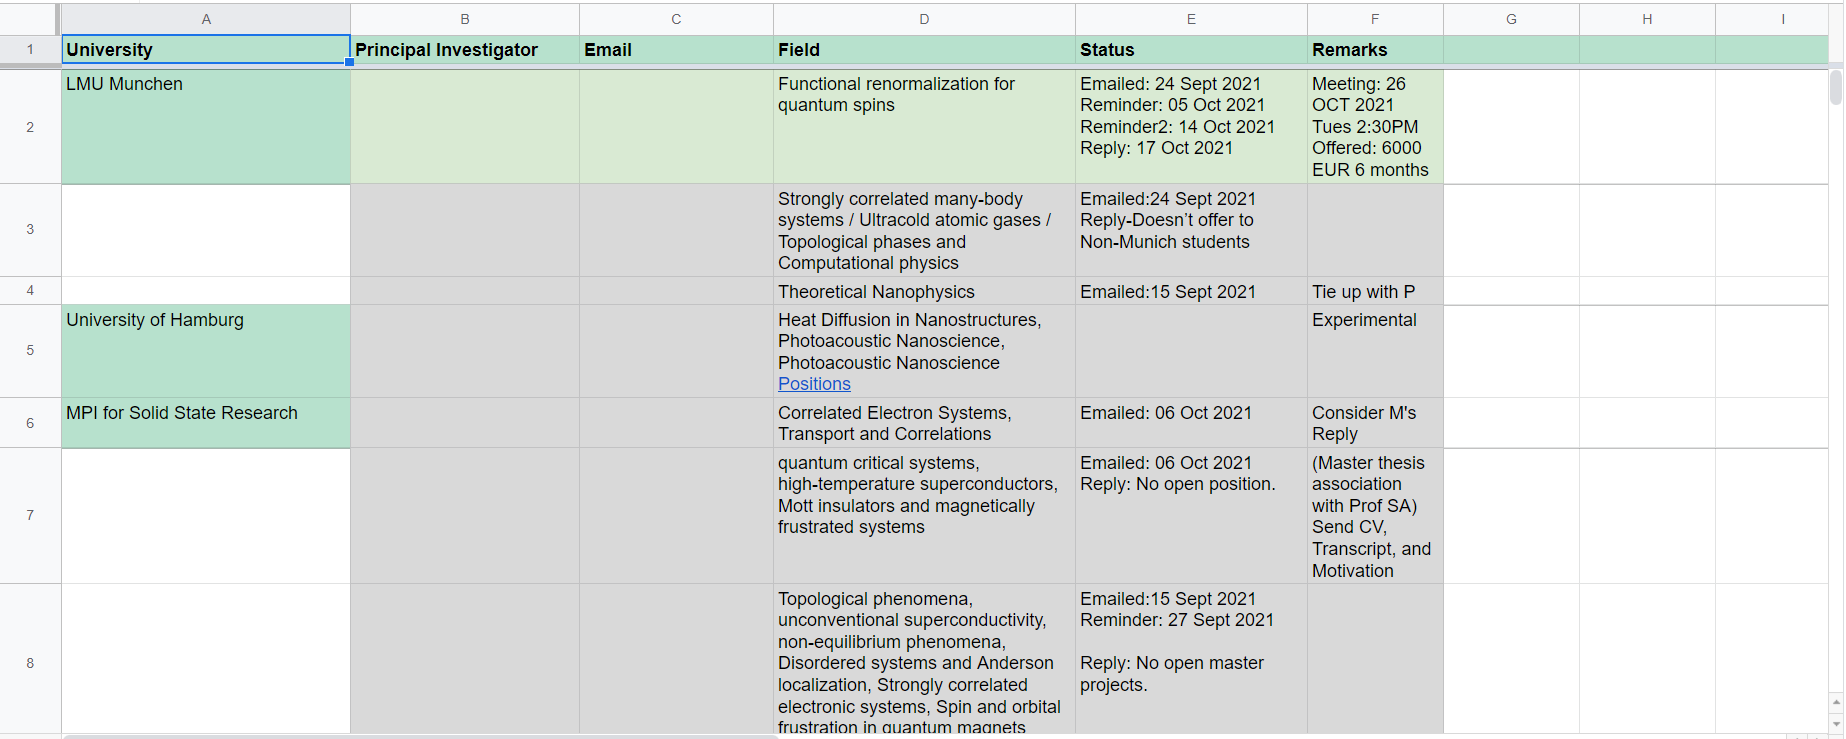 A B C D E F G H I
1 University Principal Investigator Email Field Status Remarks
2 LMU Munchen
Functional renormalization for
quantum spins
Emailed: 24 Sept 2021
Reminder: 05 Oct 2021
Reminder2: 14 Oct 2021
Reply: 17 Oct 2021
Meeting: 26
OCT 2021
Tues 2:30PM
Offered: 6000
EUR 6 months
3
Strongly correlated many-body
systems / Ultracold atomic gases /
Topological phases and
Computational physics
Emailed:24 Sept 2021
Reply-Doesn’t offer to
Non-Munich students
4
Theoretical Nanophysics
Emailed:15 Sept 2021
Tie up with P
5 University of Hamburg
Heat Diffusion in Nanostructures,
Photoacoustic Nanoscience,
Photoacoustic Nanoscience
Positions
Experimental
6 MPI for Solid State Research
Correlated Electron Systems,
Transport and Correlations
Emailed: 06 Oct 2021
Consider M's
Reply
7
quantum critical systems,
high-temperature superconductors,
Mott insulators and magnetically
frustrated systems
Emailed: 06 Oct 2021
Reply: No open position.
(Master thesis
association
with Prof SA)
Send CV,
Transcript, and
Motivation
8
Topological phenomena,
unconventional superconductivity,
non-equilibrium phenomena,
Disordered systems and Anderson
localization, Strongly correlated
electronic systems, Spin and orbital
frustration in quantum magnets
Emailed:15 Sept 2021
Reminder: 27 Sept 2021
Reply: No open master
projects.